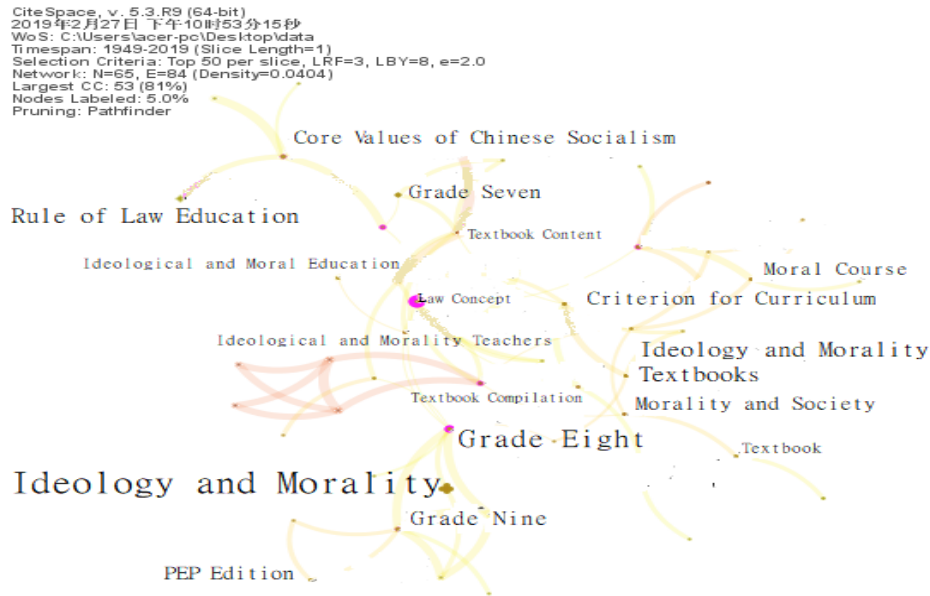 CiteSpace, v. 5.3.R9 (64-bit)
2019年2月27日 下午10时53分15秒
WoS: C:\Users\acer-pc\Desktop\data
Timespan: 1949-2019 (Slice Length=1)
Selection Criteria: Top 50 per slice, LRF=3, LBY=8, e=2.0
Network: N=65, E=84 (Density=0.0404)
Largest CC: 53 (81%)
Nodes Labeled: 5.0%
Pruning: Pathfinder
Core Values of Chinese Socialism
Grade Seven
Rule of Law Education
Textbook Content
Ideological and Moral Education
Moral Course
Law Concept
Criterion for Curriculum
Ideological and Morality Teachers
Ideology and Morality
Textbooks
Textbook Compilation
Morality and Society
Grade Eight
Textbook
Ideology and Morality
Grade Nine
PEP Edition